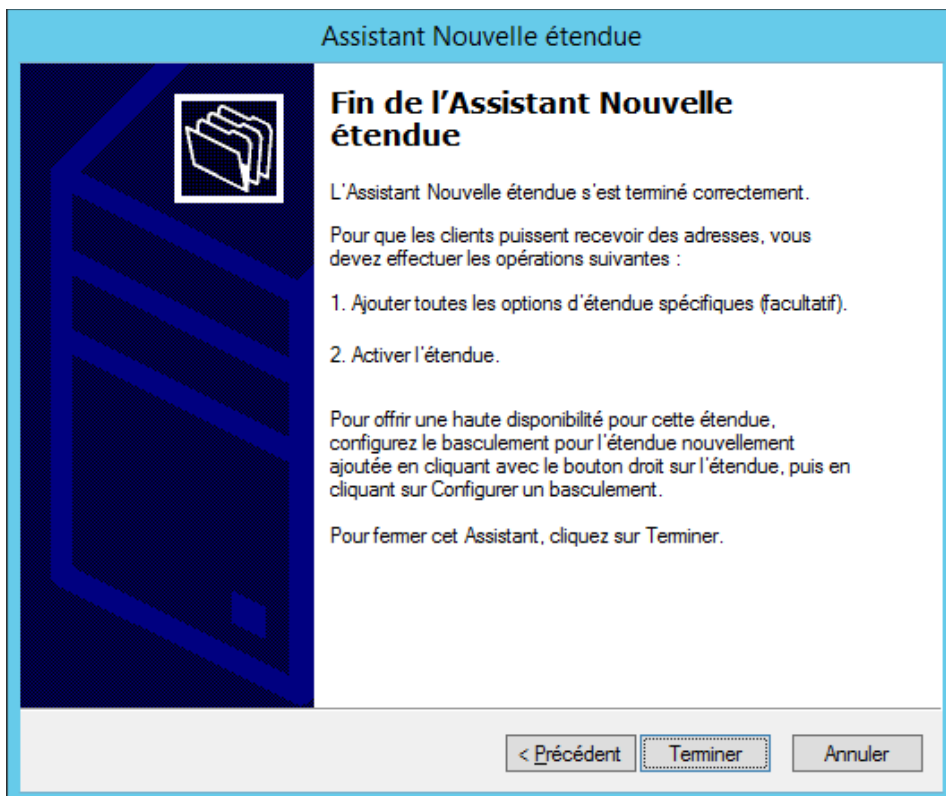 Assistant Nouvelle étendue
Fin de l’Assistant Nouvelle
étendue
L’Assistant Nouvelle étendue s’est terminé correctement.
Pour que les clients puissent recevoir des adresses, vous
devez effectuer les opérations suivantes :
1. Ajouter toutes les options d’étendue spécifiques (facultatif).
2. Activer l’étendue.
Pour offrir une haute disponibilité pour cette étendue,
configurez le basculement pour l’étendue nouvellement
ajoutée en cliquant avec le bouton droit sur l’étendue, puis en
cliquant sur Configurer un basculement.
Pour fermer cet Assistant, cliquez sur Terminer.
< Précédent Terminer Annuler